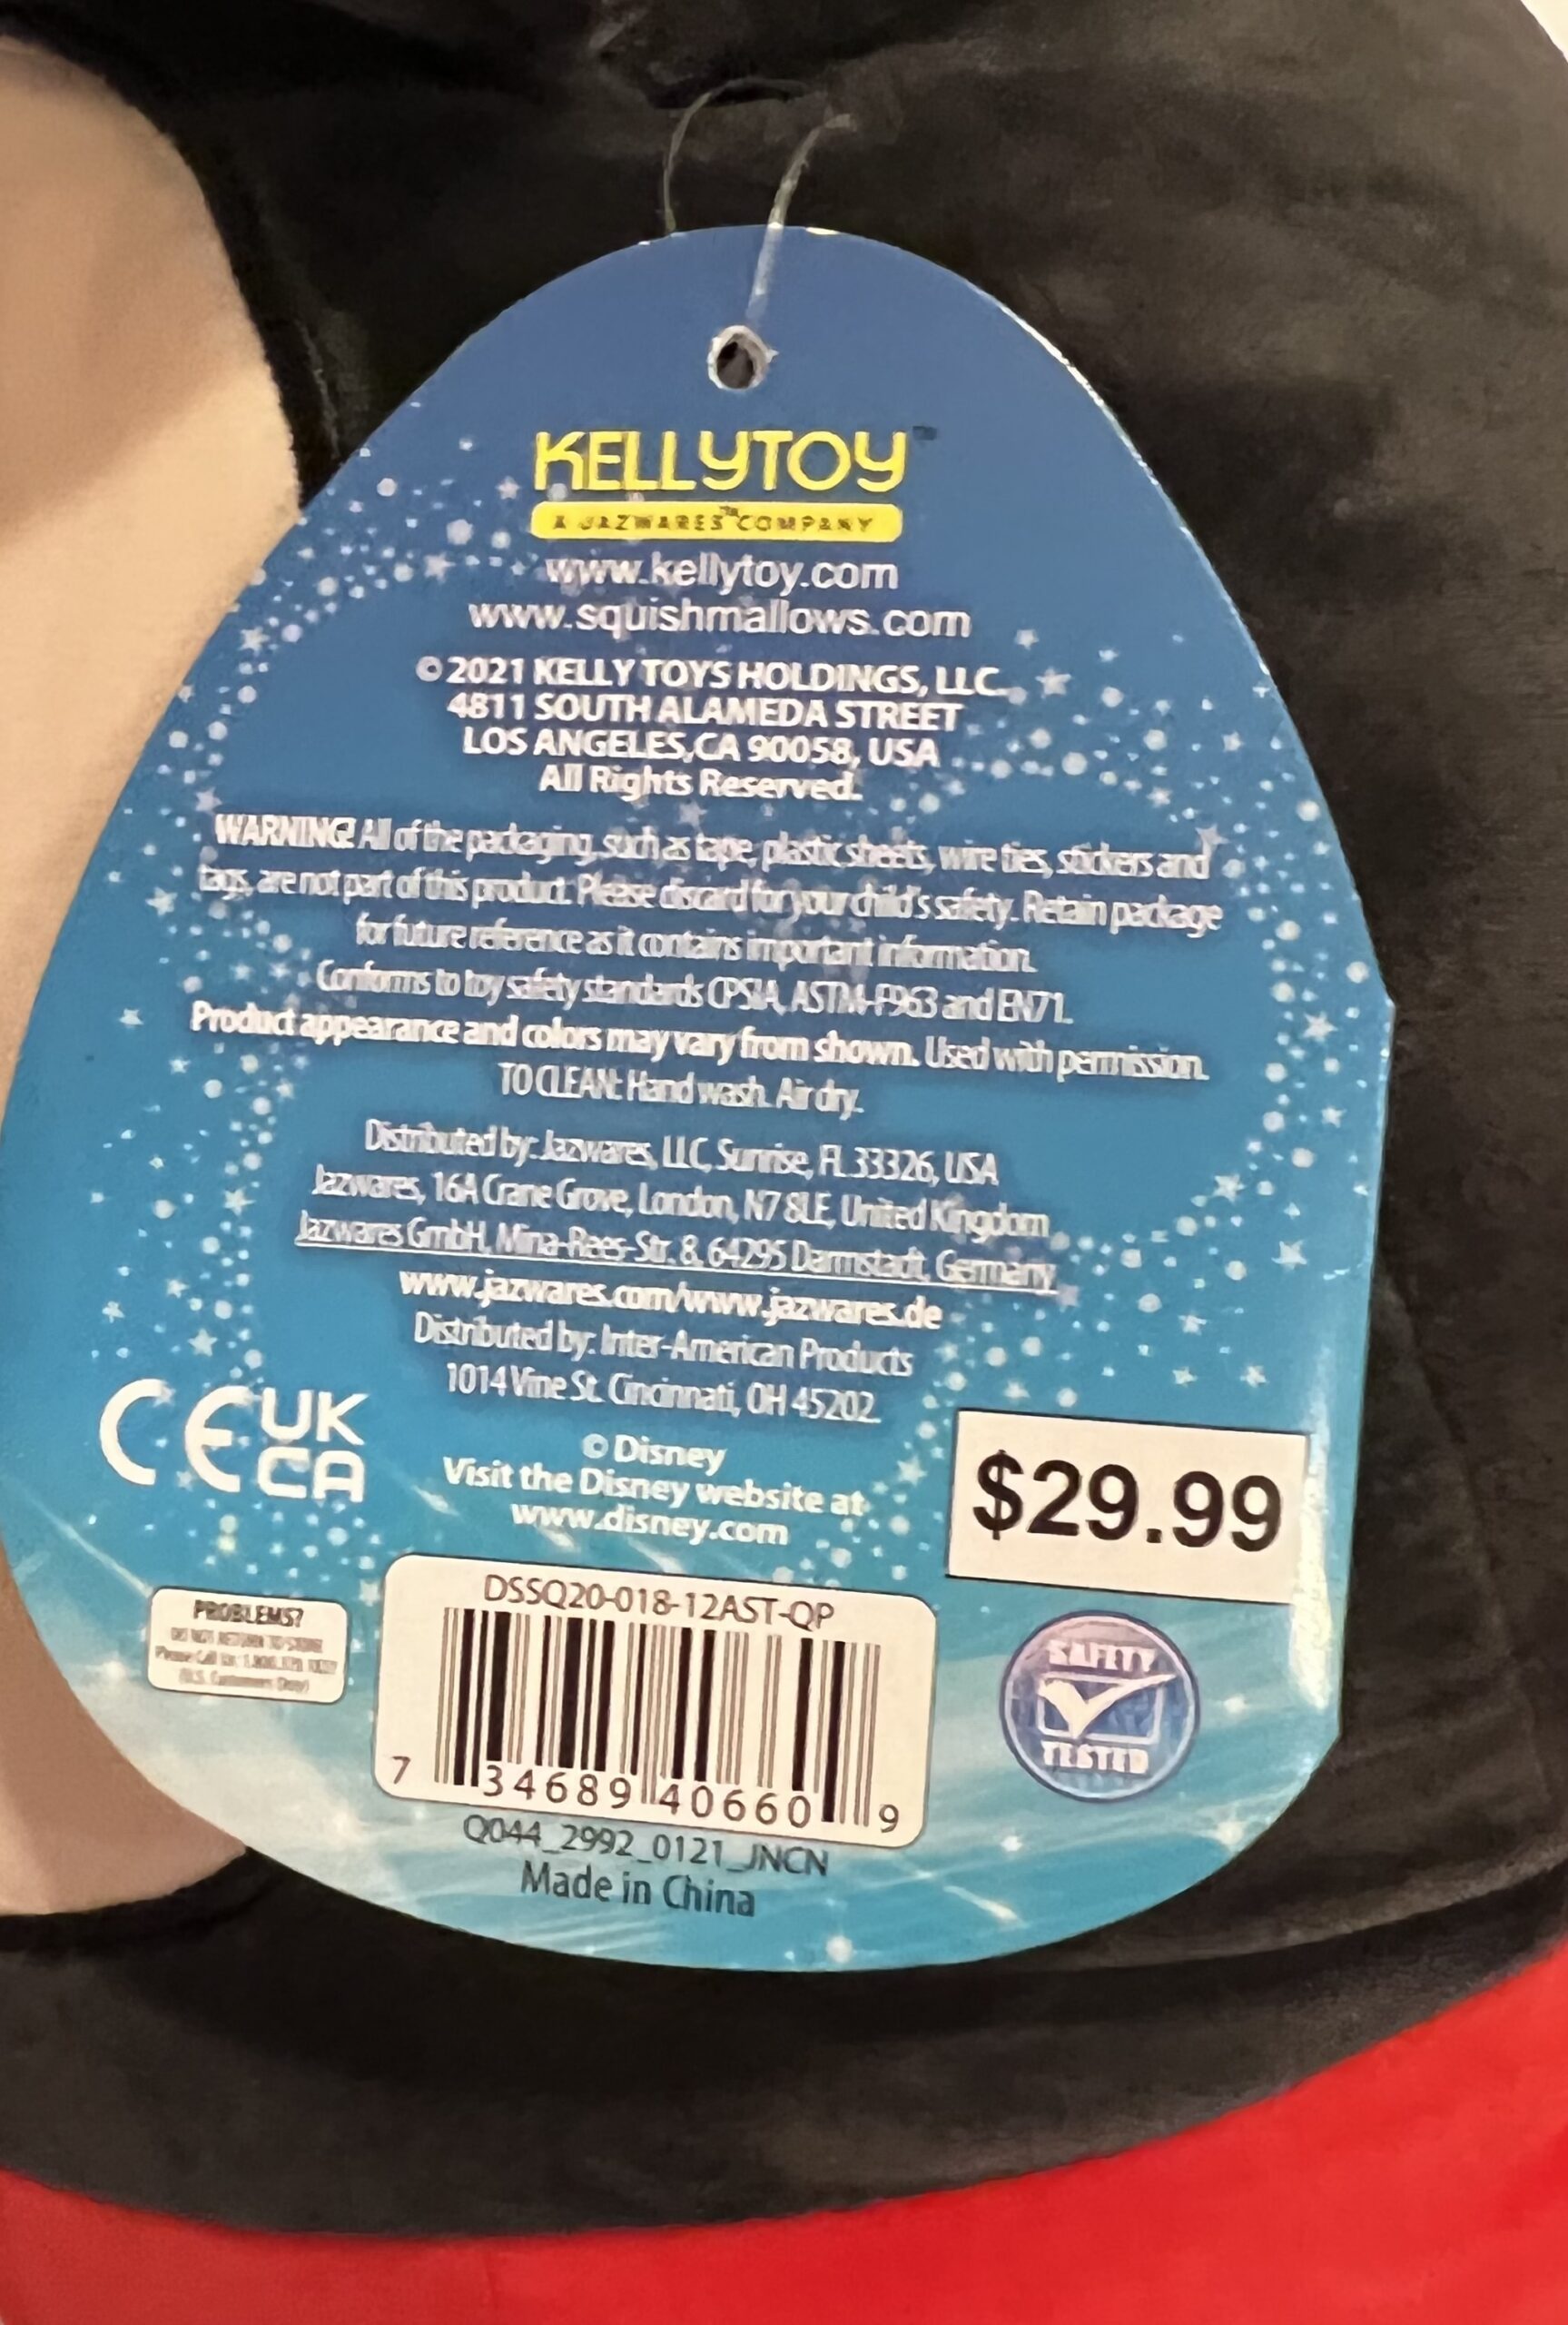 KELLYTOY™
A JAZWARES™ COMPANY
www.kellytoy.com
www.squishmallows.com
© 2021 KELLY TOYS HOLDINGS, LLC.
4811 SOUTH ALAMEDA STREET
LOS ANGELES,CA 90058, USA
All Rights Reserved.
WARNING! All of the packaging, such as tape, plastic sheets, wire ties, stickers and
tags, are not part of this product. Please discard for your child's safety. Retain package
for future reference as it contains important information.
Conforms to toy safety standards CPSIA, ASTM-F963 and EN71.
Product appearance and colors may vary from shown. Used with permission.
TO CLEAN: Hand wash. Air dry.
Distributed by: Jazwares, LLC, Sunrise, FL 33326, USA
Jazwares, 16A Crane Grove, London, N7 8LE, United Kingdom
Jazwares GmbH, Mina-Rees-Str. 8, 64295 Darmstadt, Germany
www.jazwares.com/www.jazwares.de
Distributed by: Inter-American Products
1014 Vine St. Cincinnati, OH 45202
CE UK
CA
© Disney
Visit the Disney website at
www.disney.com
$29.99
PROBLEMS?
DO NOT RETURN TO STORE
Please Call Us:
(U.S. Customers Only)
DSSQ20-018-12AST-QP
7 34689 40660 9
SAFETY
TESTED
Q044_2992_0121_JNCN
Made in China